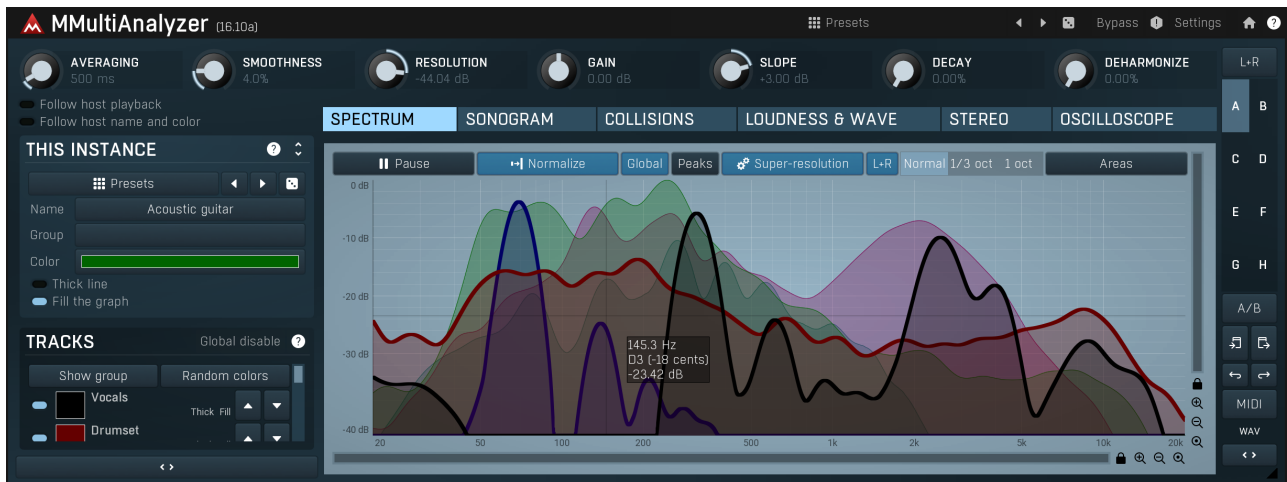 MMultiAnalyzer (16.10a)
Presets
Bypass
Settings
AVERAGING
500 ms
SMOOTHNESS
4.0%
RESOLUTION
-44.04 dB
GAIN
0.00 dB
SLOPE
+3.00 dB
DECAY
0.00%
DEHARMONIZE
0.00%
Follow host playback
Follow host name and color
THIS INSTANCE
Presets
Name Acoustic guitar
Group
Color
Thick line
Fill the graph
TRACKS Global disable
Show group Random colors
Vocals
Thick Fill
Drumset
SPECTRUM SONOGRAM COLLISIONS LOUDNESS & WAVE STEREO OSCILLOSCOPE
Pause Normalize Global Peaks Super-resolution L+R Normal 1/3 oct 1 oct Areas
0 dB
-10 dB
-20 dB
-30 dB
-40 dB
145.3 Hz
D3 (-18 cents)
-23.42 dB
20 50 100 200 500 1k 2k 5k 10k 20k
L+R
A B
C D
E F
G H
A/B
MIDI
WAV